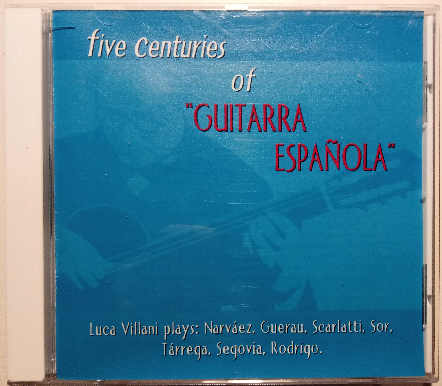 five centuries
of
"GUITARRA
ESPAÑOLA"
Luca Villani plays: Narváez, Guerau, Scarlatti, Sor,
Tárrega, Segovia, Rodrigo.